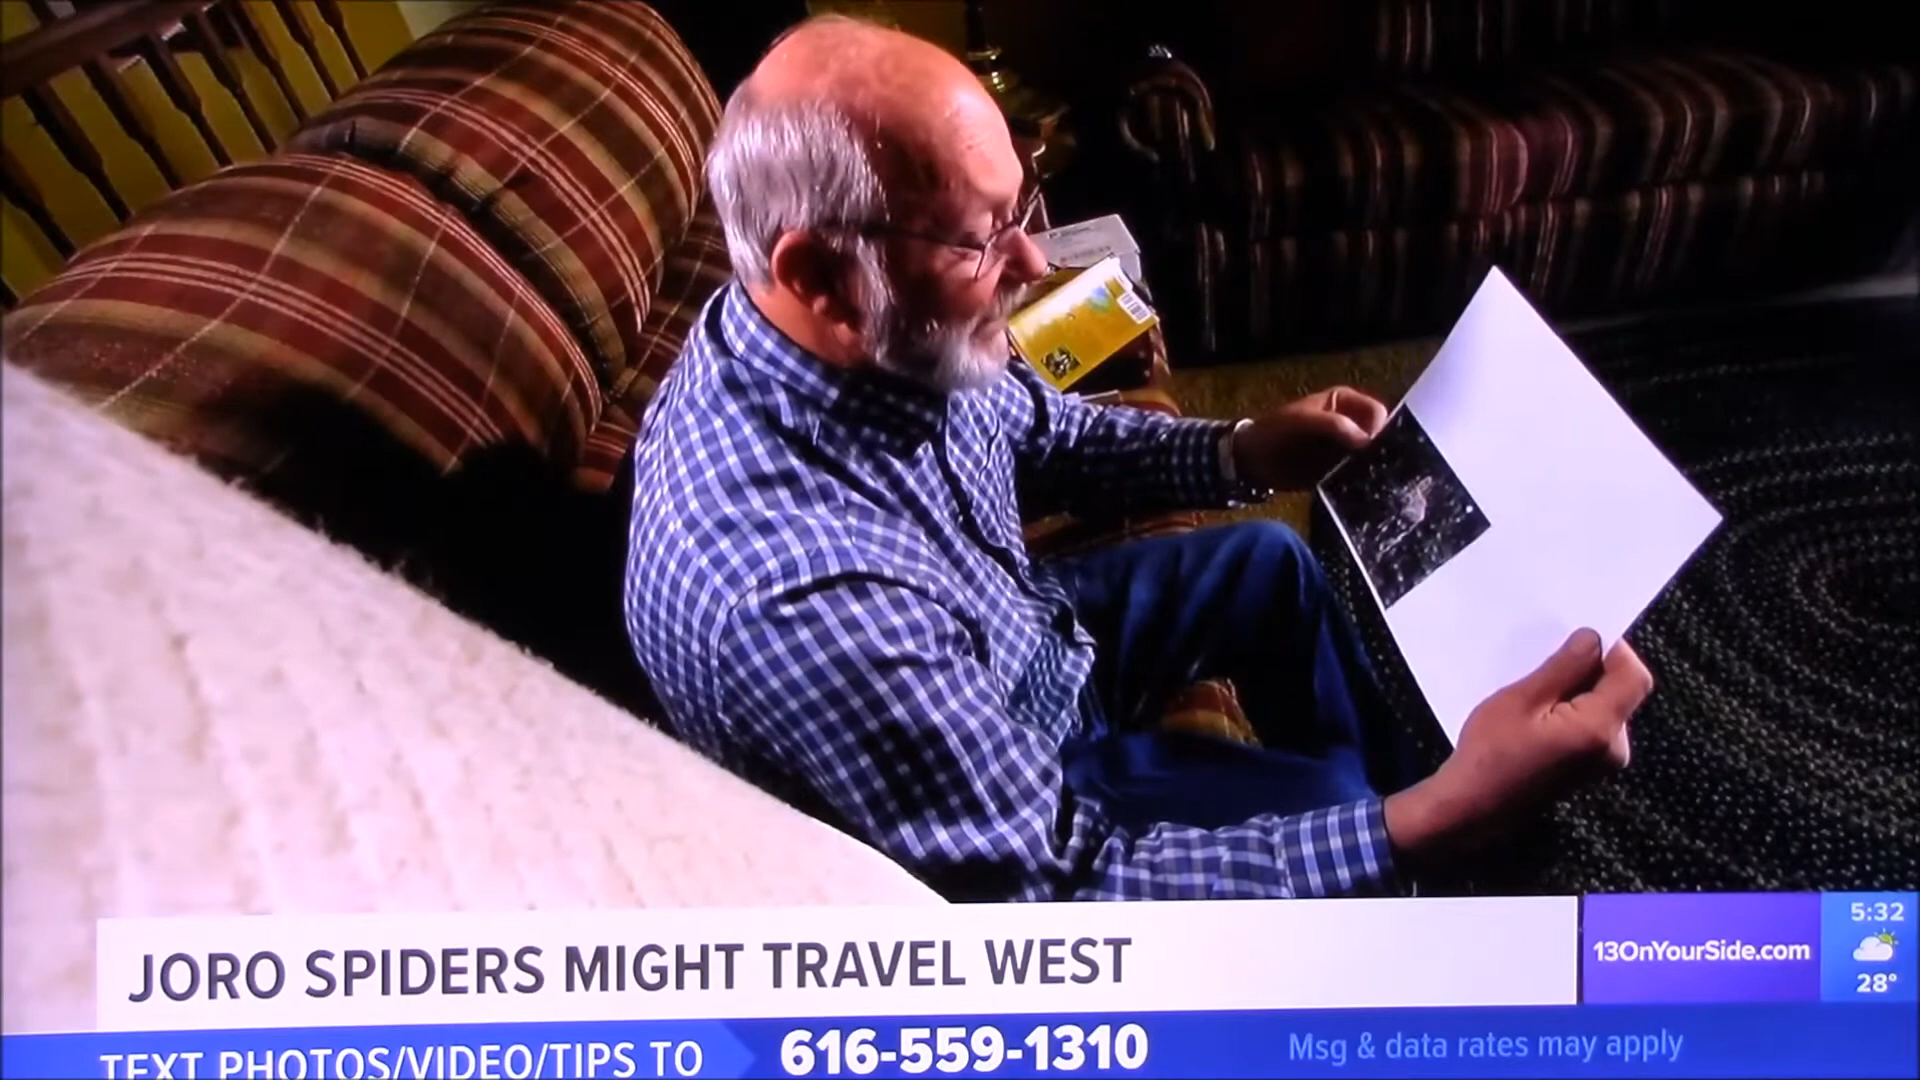 JORO SPIDERS MIGHT TRAVEL WEST
13OnYourSide.com
5:32
28°
TEXT PHOTOS/VIDEO/TIPS TO 616-559-1310 Msg & data rates may apply